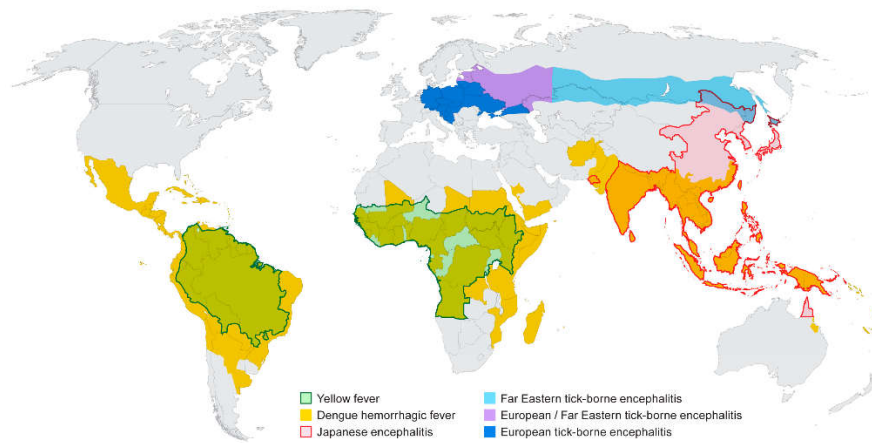 Yellow fever
Dengue hemorrhagic fever
Japanese encephalitis
Far Eastern tick-borne encephalitis
European / Far Eastern tick-borne encephalitis
European tick-borne encephalitis